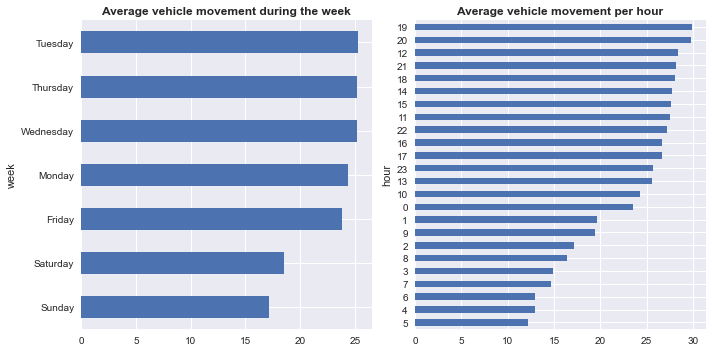 Average vehicle movement during the week
week
Tuesday
Thursday
Wednesday
Monday
Friday
Saturday
Sunday
0 5 10 15 20 25
Average vehicle movement per hour
hour
19
20
12
21
18
14
15
11
22
16
17
23
13
10
0
1
9
2
8
3
7
6
4
5
0 5 10 15 20 25 30